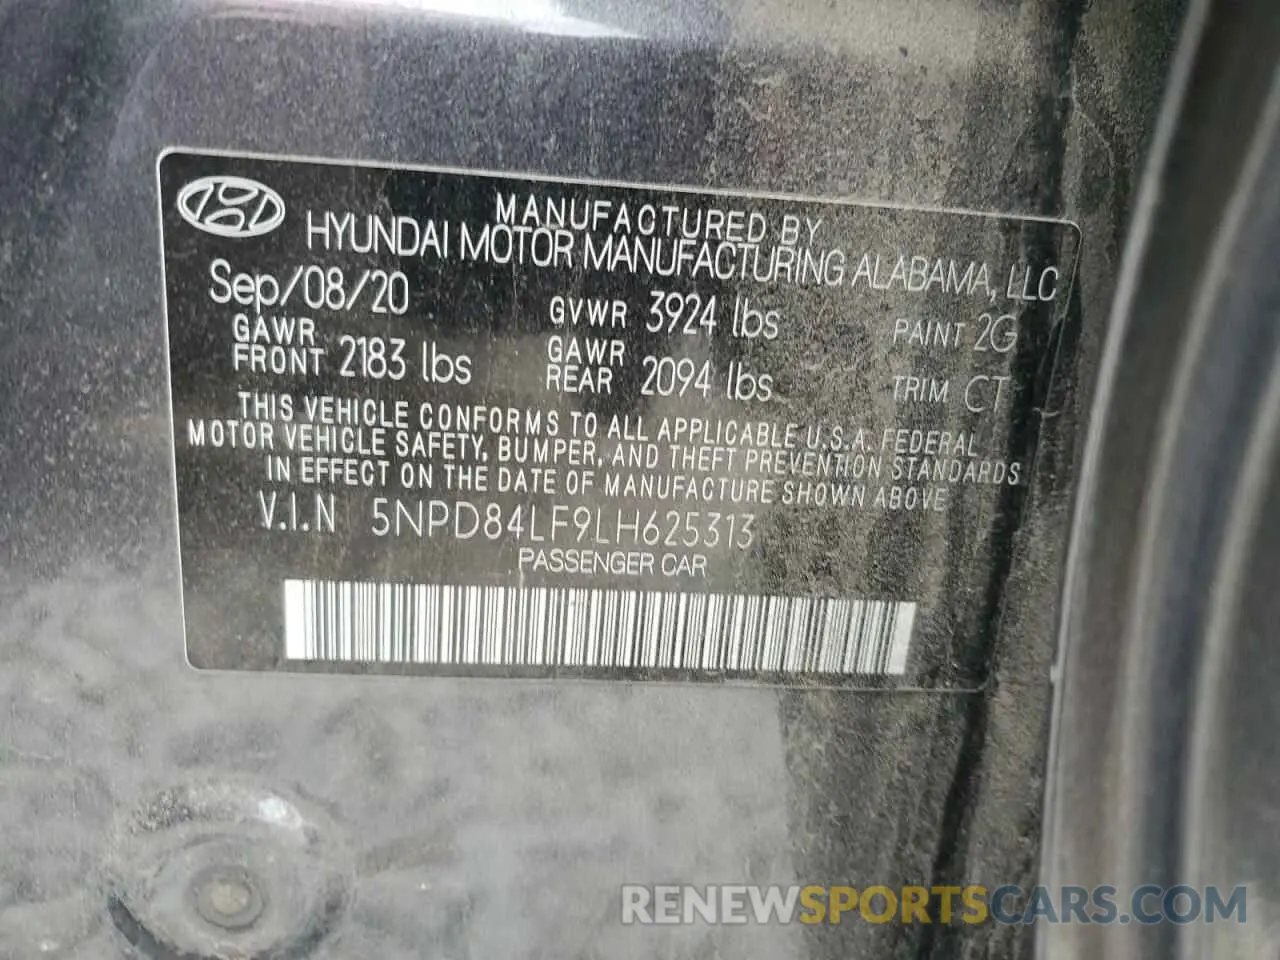 MANUFACTURED BY
HYUNDAI MOTOR MANUFACTURING ALABAMA, LLC
Sep/08/20 GVWR 3924 lbs PAINT 2G
GAWR FRONT 2183 lbs GAWR REAR 2094 lbs TRIM CT
THIS VEHICLE CONFORMS TO ALL APPLICABLE U.S.A. FEDERAL
MOTOR VEHICLE SAFETY, BUMPER, AND THEFT PREVENTION STANDARDS
IN EFFECT ON THE DATE OF MANUFACTURE SHOWN ABOVE
V.I.N 5NPD84LF9LH625313
PASSENGER CAR
RENEWSPORTSCARS.COM